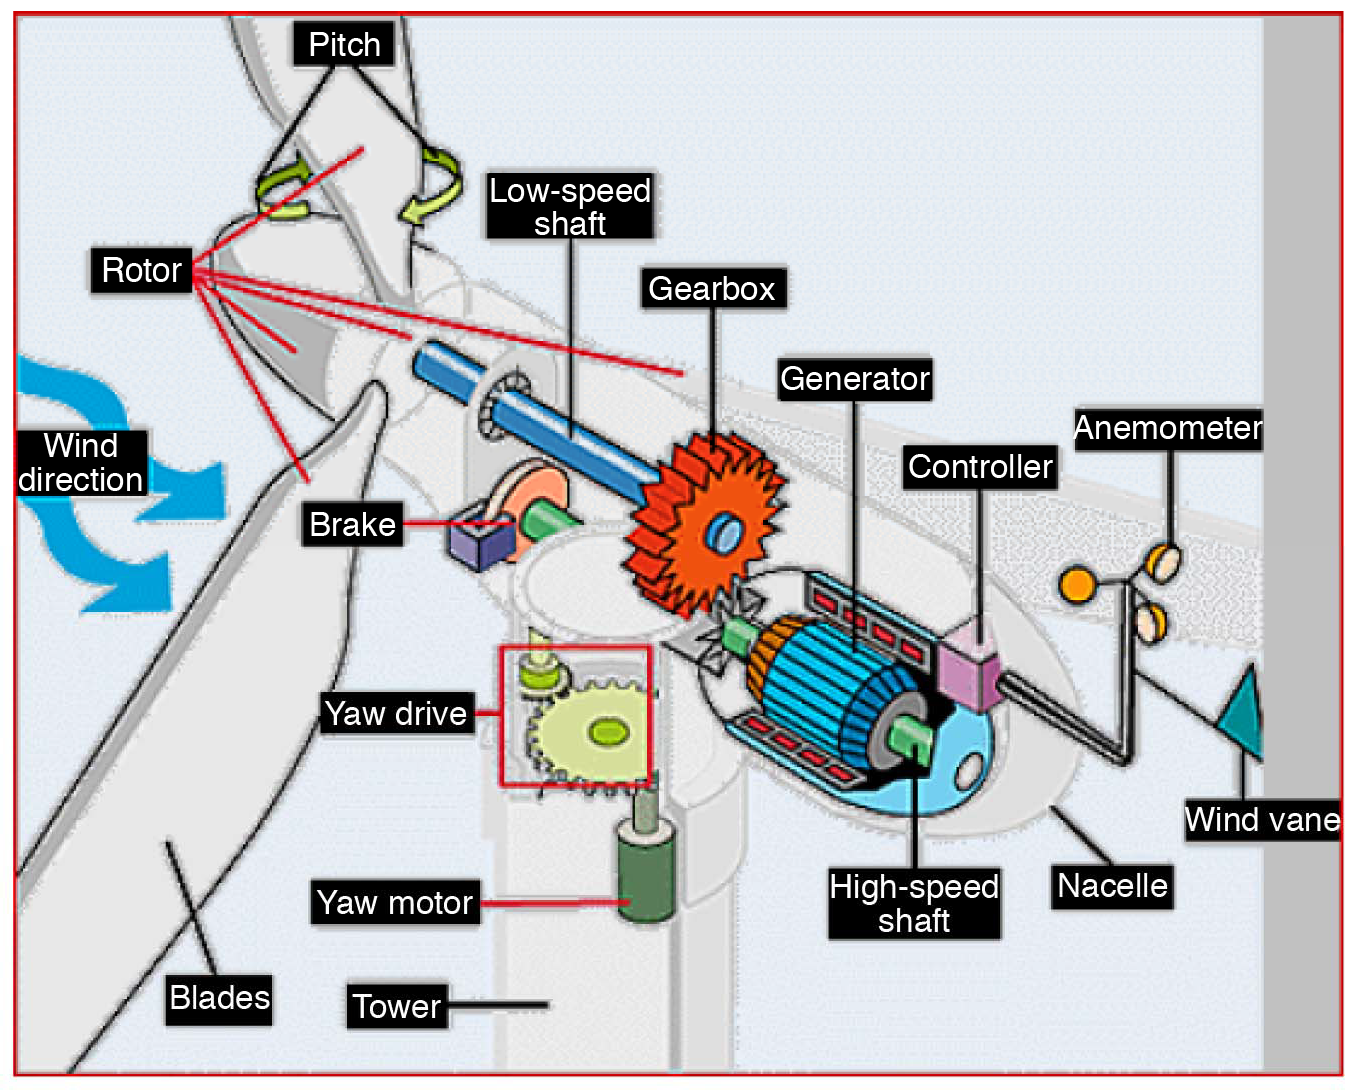 Pitch
Low-speed
shaft
Rotor
Gearbox
Generator
Anemometer
Wind
direction
Controller
Brake
Yaw drive
Wind vane
High-speed
shaft
Nacelle
Yaw motor
Blades
Tower